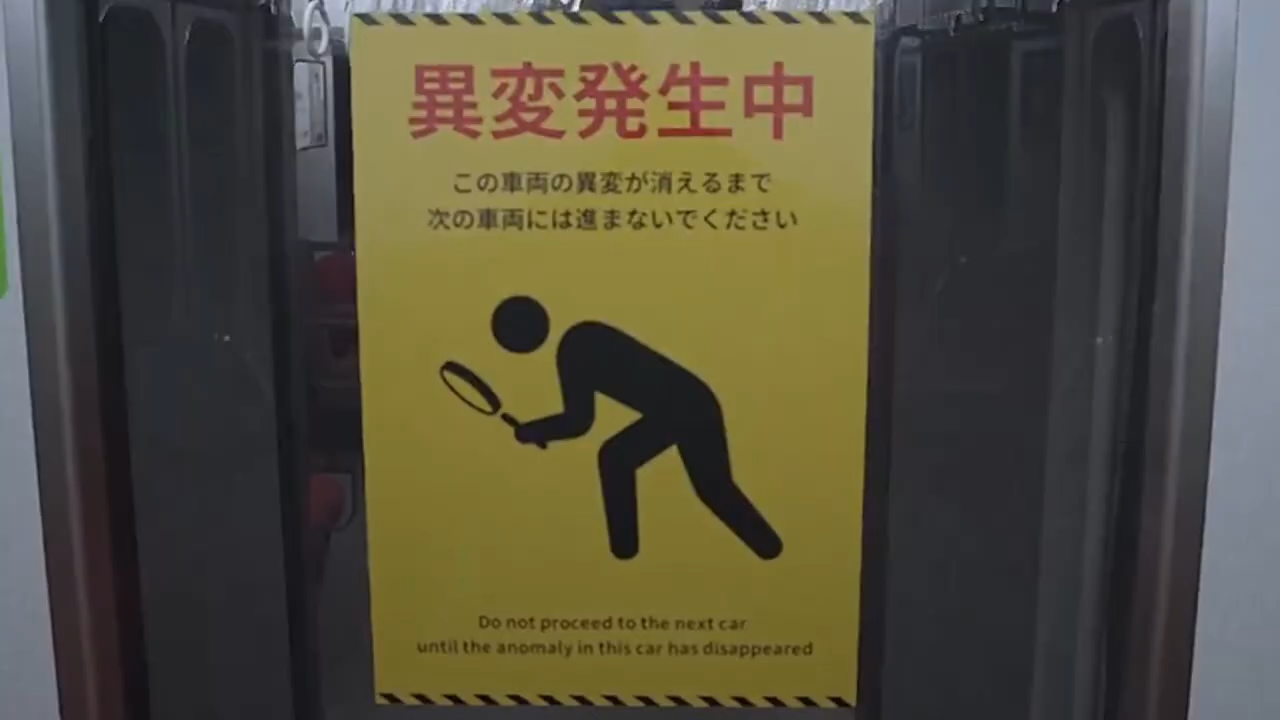 異変発生中
この車両の異変が消えるまで
次の車両には進まないでください
Do not proceed to the next car
until the anomaly in this car has disappeared